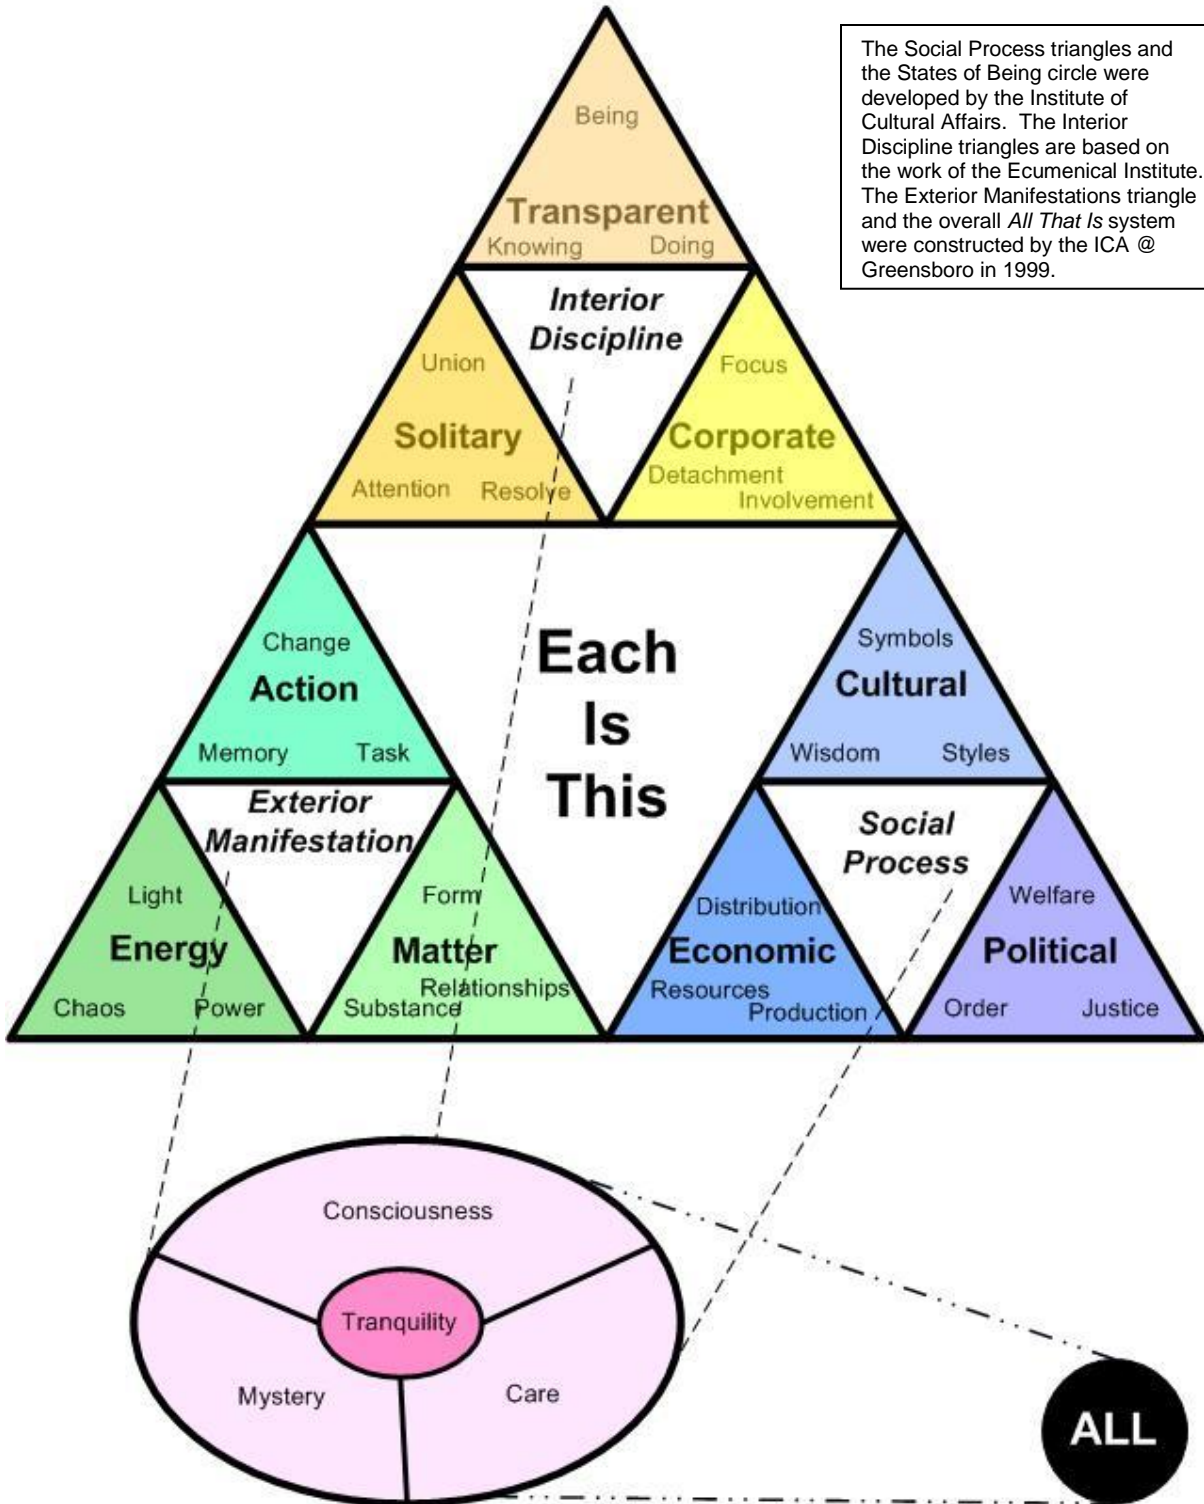 The Social Process triangles and
the States of Being circle were
developed by the Institute of
Cultural Affairs.  The Interior
Discipline triangles are based on
the work of the Ecumenical Institute.
The Exterior Manifestations triangle
and the overall All That Is system
were constructed by the ICA @
Greensboro in 1999.
Being
Transparent
Knowing Doing
Interior
Discipline
Union
Solitary
Attention Resolve
Focus
Corporate
Detachment
Involvement
Each
Is
This
Change
Action
Memory Task
Symbols
Cultural
Wisdom Styles
Exterior
Manifestation
Social
Process
Light
Energy
Chaos Power
Form
Matter
Relationships
Substance
Distribution
Economic
Resources
Production
Welfare
Political
Order Justice
Consciousness
Tranquility
Mystery Care
ALL